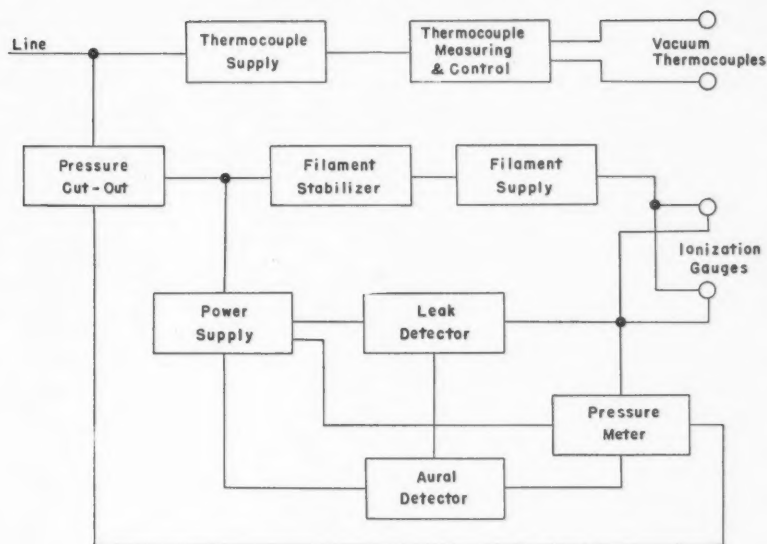 Line
Thermocouple
Supply
Thermocouple
Measuring
& Control
Vacuum
Thermocouples
Pressure
Cut-Out
Filament
Stabilizer
Filament
Supply
Ionization
Gauges
Power
Supply
Leak
Detector
Pressure
Meter
Aural
Detector